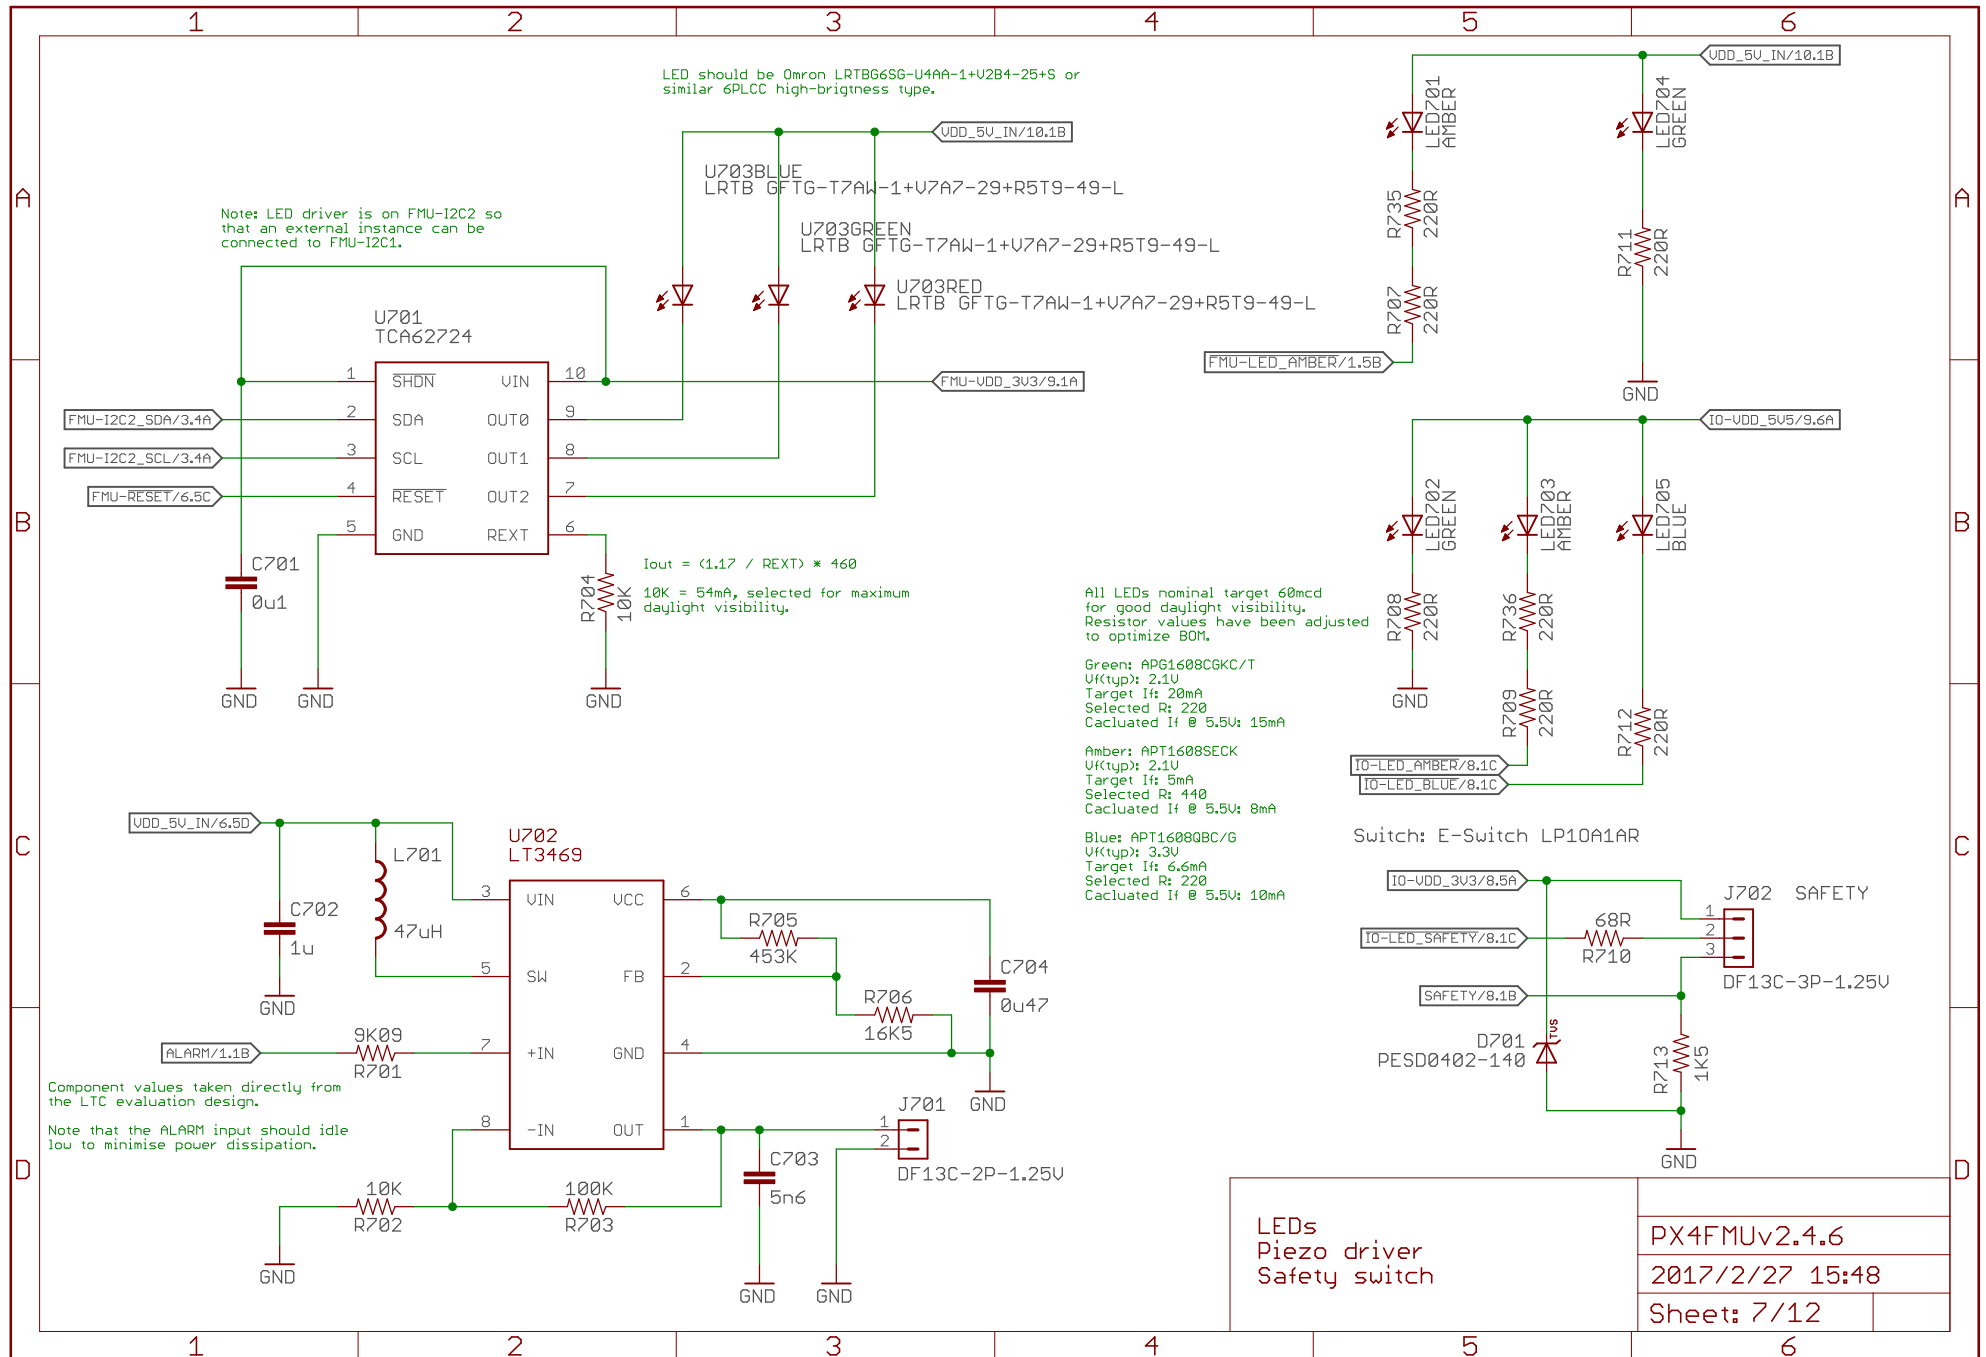 1 2 3 4 5 6
LED should be Omron LRTBG6SG-U4AA-1+V2B4-25+S or
similar 6PLCC high-brigtness type.
VDD_5V_IN/10.1B
U703BLUE
LRTB GFTG-T7AW-1+V7A7-29+R5T9-49-L
U703GREEN
LRTB GFTG-T7AW-1+V7A7-29+R5T9-49-L
U703RED
LRTB GFTG-T7AW-1+V7A7-29+R5T9-49-L
A
Note: LED driver is on FMU-I2C2 so
that an external instance can be
connected to FMU-I2C1.
U701
TCA62724
1 SHDN VIN 10
2 SDA OUT0 9
3 SCL OUT1 8
4 RESET OUT2 7
5 GND REXT 6
FMU-VDD_3V3/9.1A
FMU-I2C2_SDA/3.4A
FMU-I2C2_SCL/3.4A
FMU-RESET/6.5C
B
C701
0u1
R704
10K
Iout = (1.17 / REXT) * 460
10K = 54mA, selected for maximum
daylight visibility.
GND
GND
GND
VDD_5V_IN/10.1B
LED701
AMBER
LED704
GREEN
R735
220R
R707
220R
R711
220R
FMU-LED_AMBER/1.5B
GND
A
IO-VDD_5V5/9.6A
LED702
GREEN
LED703
AMBER
LED705
BLUE
R708
220R
R736
220R
R709
220R
R712
220R
GND
IO-LED_AMBER/8.1C
IO-LED_BLUE/8.1C
B
All LEDs nominal target 60mcd
for good daylight visibility.
Resistor values have been adjusted
to optimize BOM.
Green: APG1608CGKC/T
Vf(typ): 2.1V
Target If: 20mA
Selected R: 220
Cacluated If @ 5.5V: 15mA
Amber: APT1608SECK
Vf(typ): 2.1V
Target If: 5mA
Selected R: 440
Cacluated If @ 5.5V: 8mA
Blue: APT1608QBC/G
Vf(typ): 3.3V
Target If: 6.6mA
Selected R: 220
Cacluated If @ 5.5V: 10mA
VDD_5V_IN/6.5D
C
L701
47uH
C702
1u
GND
U702
LT3469
3 VIN VCC 6
5 SW FB 2
7 +IN GND 4
8 -IN OUT 1
R705
453K
R706
16K5
C704
0u47
GND
ALARM/1.1B
9K09
R701
Component values taken directly from
the LTC evaluation design.
Note that the ALARM input should idle
low to minimise power dissipation.
D
10K
R702
100K
R703
GND
J701
1
2
DF13C-2P-1.25V
C703
5n6
GND
GND
Switch: E-Switch LP1OA1AR
C
IO-VDD_3V3/8.5A
IO-LED_SAFETY/8.1C
SAFETY/8.1B
68R
R710
J702 SAFETY
1
2
3
DF13C-3P-1.25V
TVS
D701
PESD0402-140
R713
1K5
GND
D
LEDs
Piezo driver
Safety switch
PX4FMUv2.4.6
2017/2/27 15:48
Sheet: 7/12
1 2 3 4 5 6